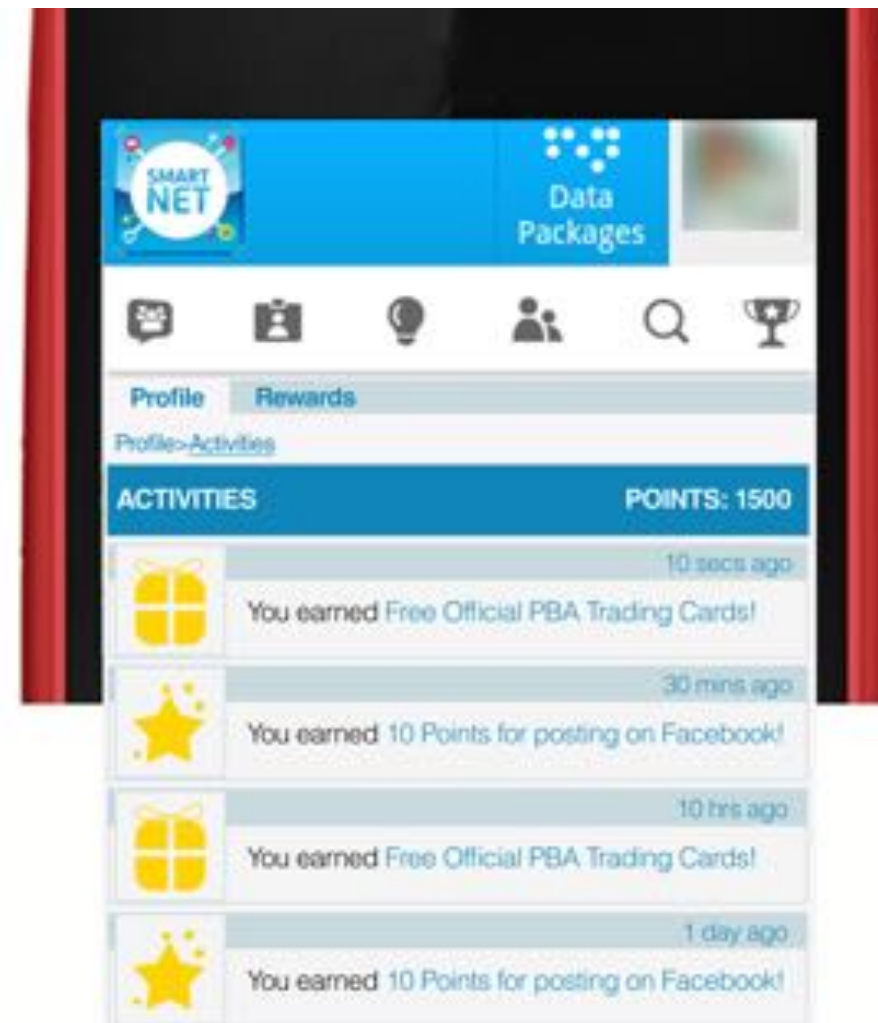 SMART
NET
Data
Packages
Profile
Rewards
Profile>Activities
ACTIVITIES
POINTS: 1500
10 secs ago
You earned Free Official PBA Trading Cards!
30 mins ago
You earned 10 Points for posting on Facebook!
10 hrs ago
You earned Free Official PBA Trading Cards!
1 day ago
You earned 10 Points for posting on Facebook!